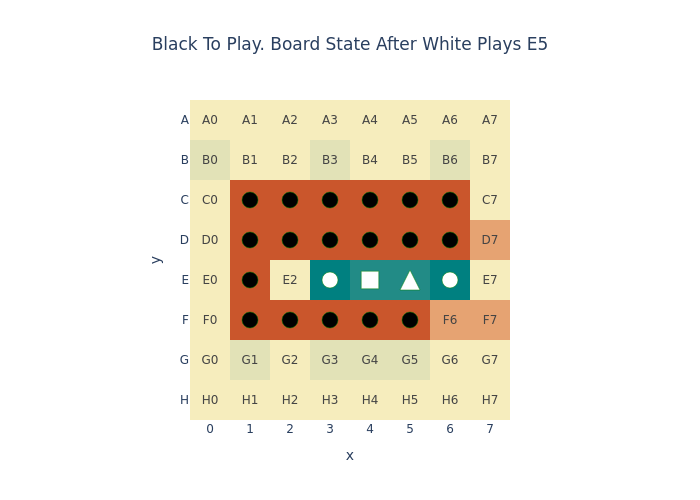 Black To Play. Board State After White Plays E5
A A0 A1 A2 A3 A4 A5 A6 A7
B B0 B1 B2 B3 B4 B5 B6 B7
C C0 C7
D D0 D7
E E0 E2 E7
F F0 F6 F7
G G0 G1 G2 G3 G4 G5 G6 G7
H H0 H1 H2 H3 H4 H5 H6 H7
0 1 2 3 4 5 6 7
x
y